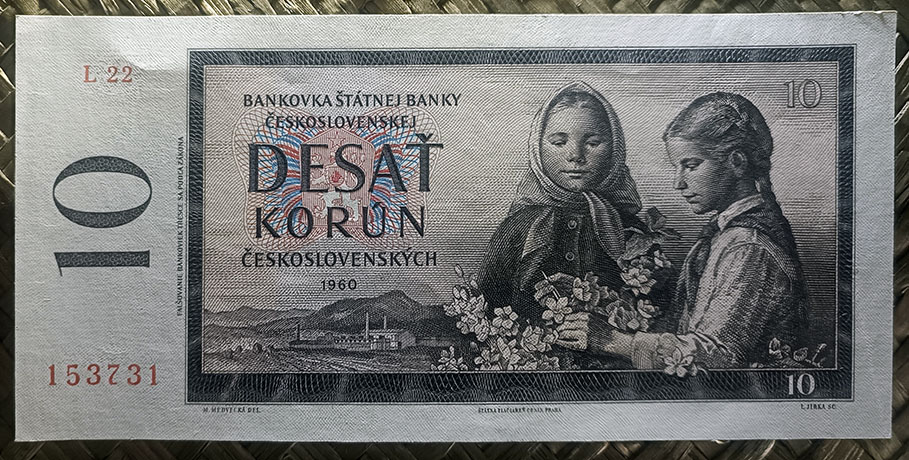 L 22
10
153731
FALŠOVANIE BANKOVIEK TRESCE SA PODĽA ZÁKONA
BANKOVKA ŠTÁTNEJ BANKY
ČESKOSLOVENSKEJ
DESAŤ
KORÚN
ČESKOSLOVENSKÝCH
1960
10
10
M. MEDVECKÁ DEL.
ŠTÁTNA TLAČIAREŇ CENÍN, PRAHA
L. JIRKA SC.